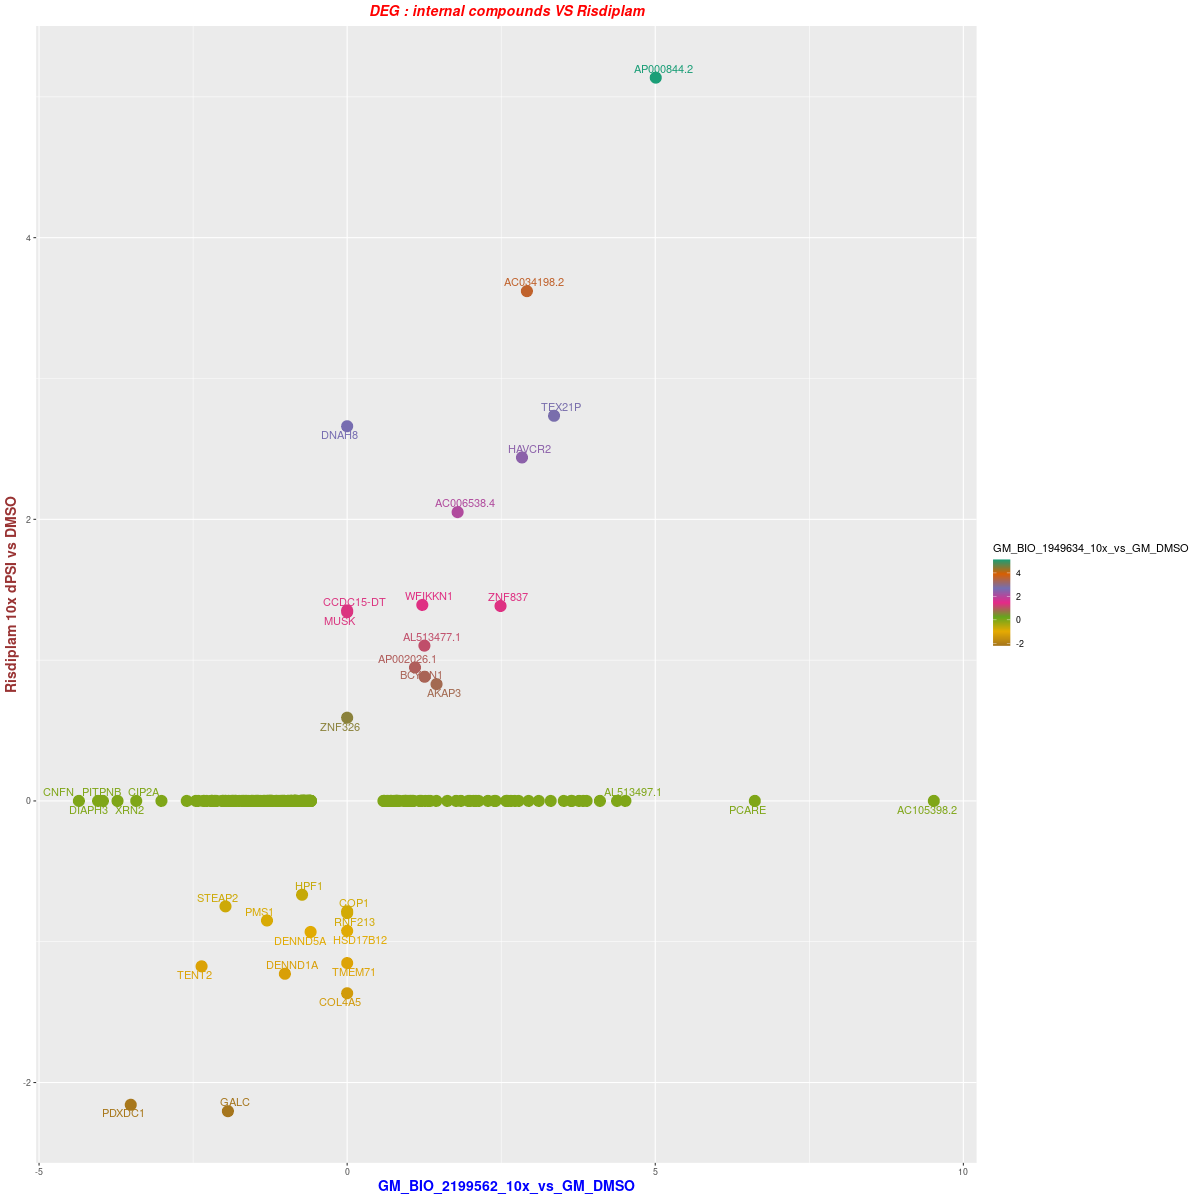 DEG : internal compounds VS Risdiplam
AP000844.2
4
AC034198.2
TEX21P
DNAH8
HAVCR2
AC006538.4
Risdiplam 10x dPSI vs DMSO
2
GM_BIO_1949634_10x_vs_GM_DMSO
4
2
0
-2
CCDC15-DT
WFIKKN1
ZNF837
MUSK
AL513477.1
AP002026.1
AKAP3
ZNF326
CNFN
PITPNB
CIP2A
AL513497.1
0
DIAPH3
XRN2
PCARE
AC105398.2
HPF1
STEAP2
COP1
PMS1
RNF213
DENND5A
HSD17B12
DENND1A
TENT2
TMEM71
COL4A5
-2
GALC
PDXDC1
-5
0
5
10
GM_BIO_2199562_10x_vs_GM_DMSO